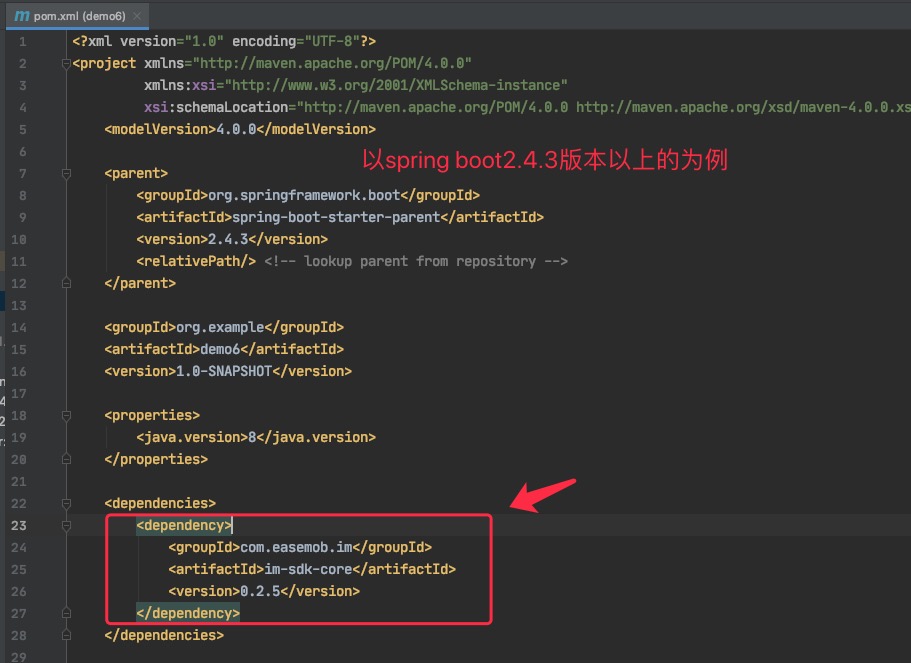 m pom.xml (demo6) ×
1 <?xml version="1.0" encoding="UTF-8"?>
2 <project xmlns="http://maven.apache.org/POM/4.0.0"
3 xmlns:xsi="http://www.w3.org/2001/XMLSchema-instance"
4 xsi:schemaLocation="http://maven.apache.org/POM/4.0.0 http://maven.apache.org/xsd/maven-4.0.0.xs
5 <modelVersion>4.0.0</modelVersion>
6
以spring boot2.4.3版本以上的为例
7 <parent>
8 <groupId>org.springframework.boot</groupId>
9 <artifactId>spring-boot-starter-parent</artifactId>
10 <version>2.4.3</version>
11 <relativePath/> <!-- lookup parent from repository -->
12 </parent>
13
14 <groupId>org.example</groupId>
15 <artifactId>demo6</artifactId>
16 <version>1.0-SNAPSHOT</version>
17
18 <properties>
19 <java.version>8</java.version>
20 </properties>
21
22 <dependencies>
23 <dependency>
24 <groupId>com.easemob.im</groupId>
25 <artifactId>im-sdk-core</artifactId>
26 <version>0.2.5</version>
27 </dependency>
28 </dependencies>
29